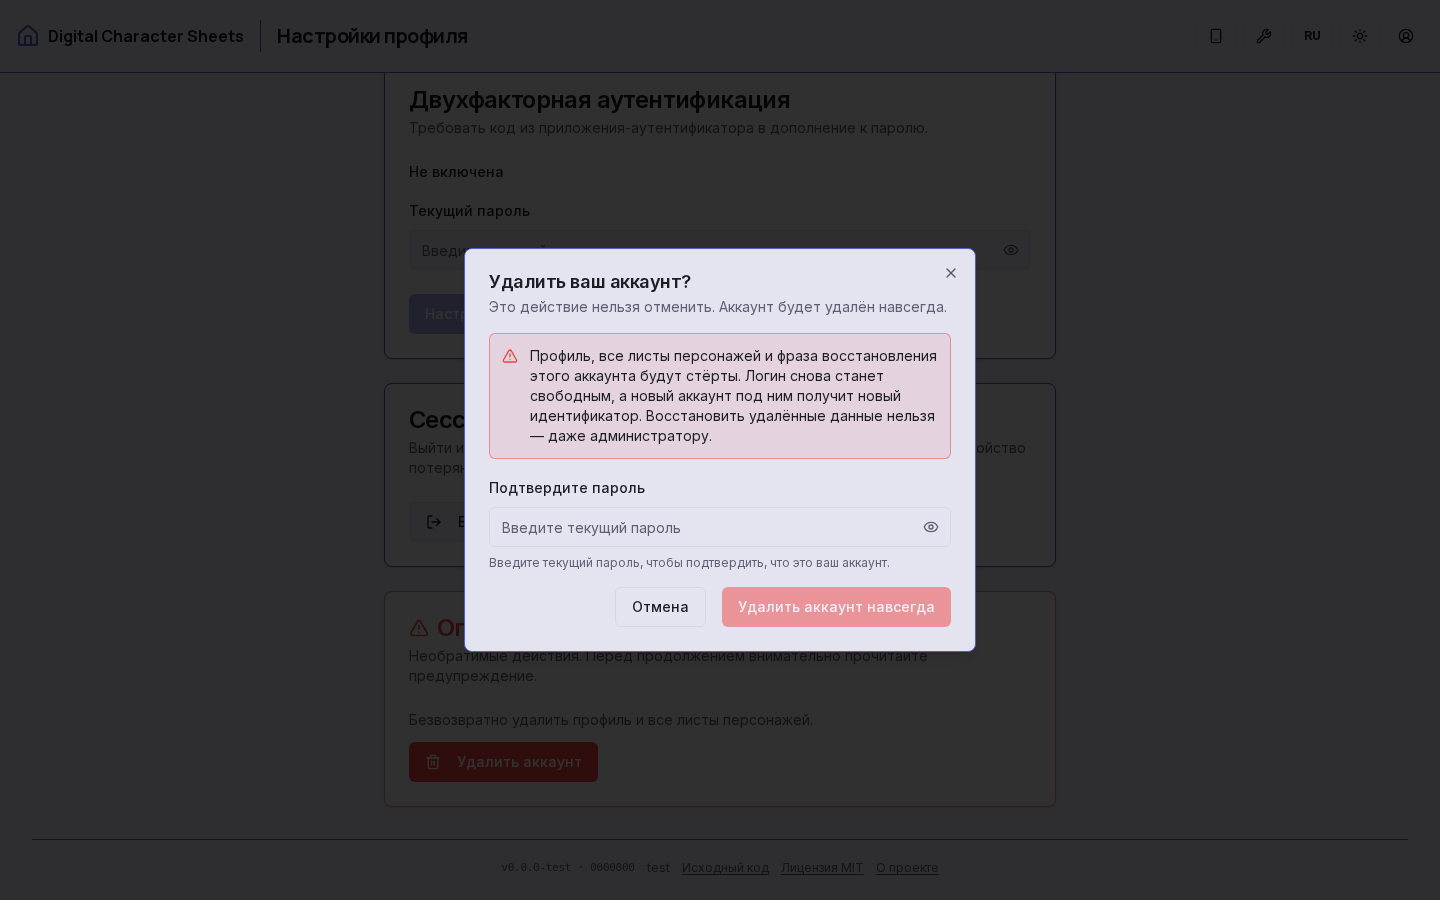 Digital Character Sheets
Настройки профиля
RU
Двухфакторная аутентификация
Требовать код из приложения-аутентификатора в дополнение к паролю.
Не включена
Текущий пароль
Удалить ваш аккаунт?
Это действие нельзя отменить. Аккаунт будет удалён навсегда.
Профиль, все листы персонажей и фраза восстановления
этого аккаунта будут стёрты. Логин снова станет
свободным, а новый аккаунт под ним получит новый
идентификатор. Восстановить удалённые данные нельзя
— даже администратору.
Подтвердите пароль
Введите текущий пароль
Введите текущий пароль, чтобы подтвердить, что это ваш аккаунт.
Отмена
Удалить аккаунт навсегда
Выйти
Необратимые действия. Перед продолжением внимательно прочитайте
предупреждение.
Безвозвратно удалить профиль и все листы персонажей.
Удалить аккаунт
v0.0.0-test · 0000000
test
Исходный код
Лицензия MIT
О проекте